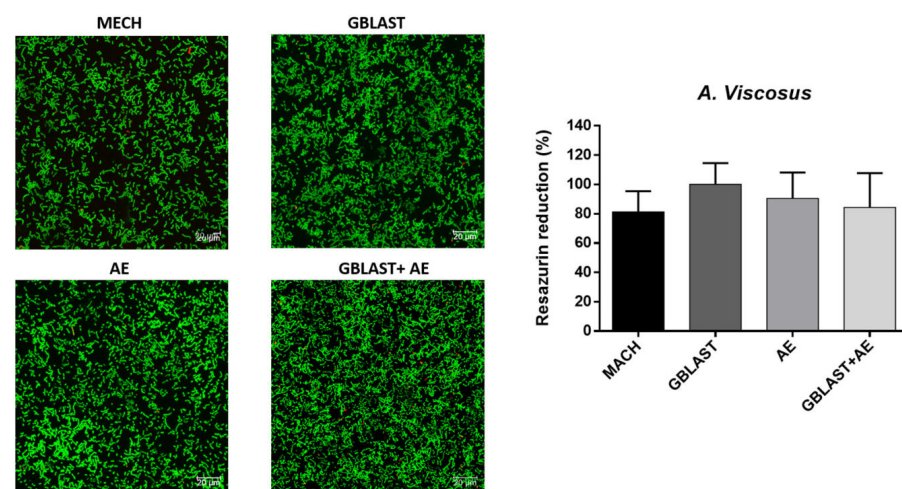 MECH
GBLAST
20 µm
20 µm
AE
GBLAST+ AE
20 µm
20 µm
A. Viscosus
Resazurin reduction (%)
140
120
100
80
60
40
20
0
MACH
GBLAST
AE
GBLAST+AE